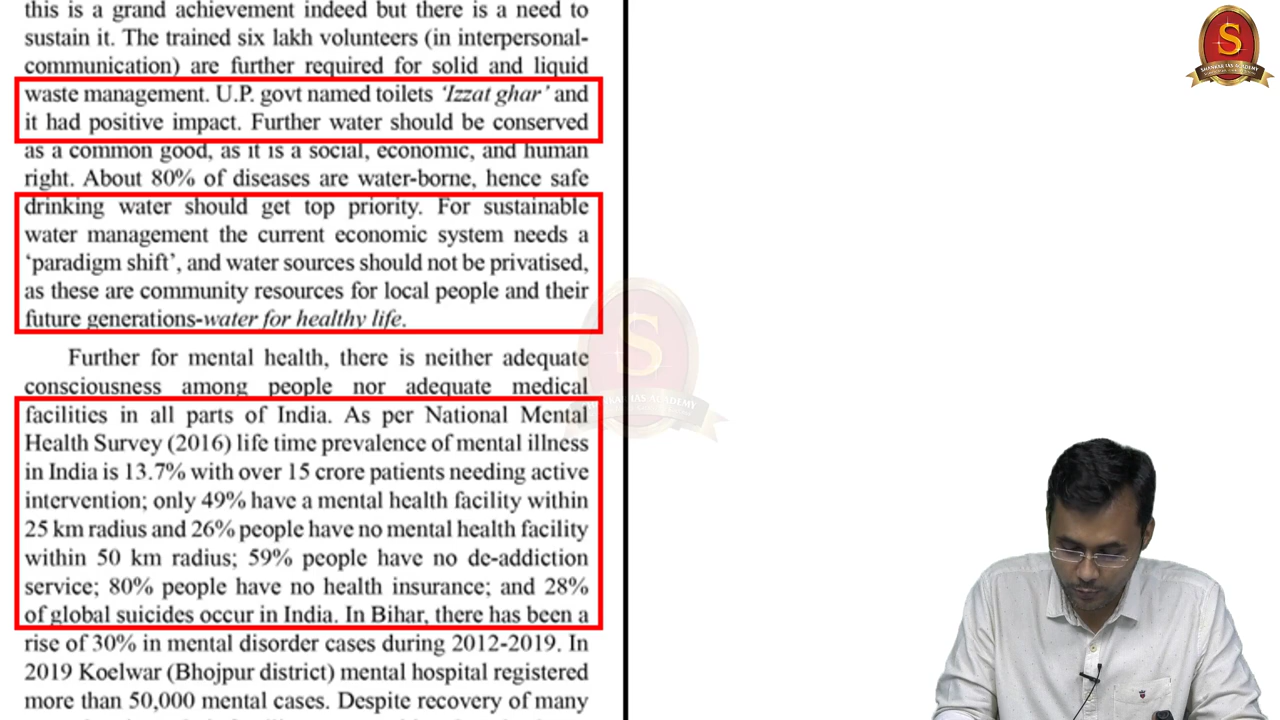 this is a grand achievement indeed but there is a need to
sustain it. The trained six lakh volunteers (in interpersonal-
communication) are further required for solid and liquid
waste management. U.P. govt named toilets ‘Izzat ghar’ and
it had positive impact. Further water should be conserved
as a common good, as it is a social, economic, and human
right. About 80% of diseases are water-borne, hence safe
drinking water should get top priority. For sustainable
water management the current economic system needs a
‘paradigm shift’, and water sources should not be privatised,
as these are community resources for local people and their
future generations-water for healthy life.
Further for mental health, there is neither adequate
consciousness among people nor adequate medical
facilities in all parts of India. As per National Mental
Health Survey (2016) life time prevalence of mental illness
in India is 13.7% with over 15 crore patients needing active
intervention; only 49% have a mental health facility within
25 km radius and 26% people have no mental health facility
within 50 km radius; 59% people have no de-addiction
service; 80% people have no health insurance; and 28%
of global suicides occur in India. In Bihar, there has been a
rise of 30% in mental disorder cases during 2012-2019. In
2019 Koelwar (Bhojpur district) mental hospital registered
more than 50,000 mental cases. Despite recovery of many
S
SHANKAR IAS ACADEMY
S